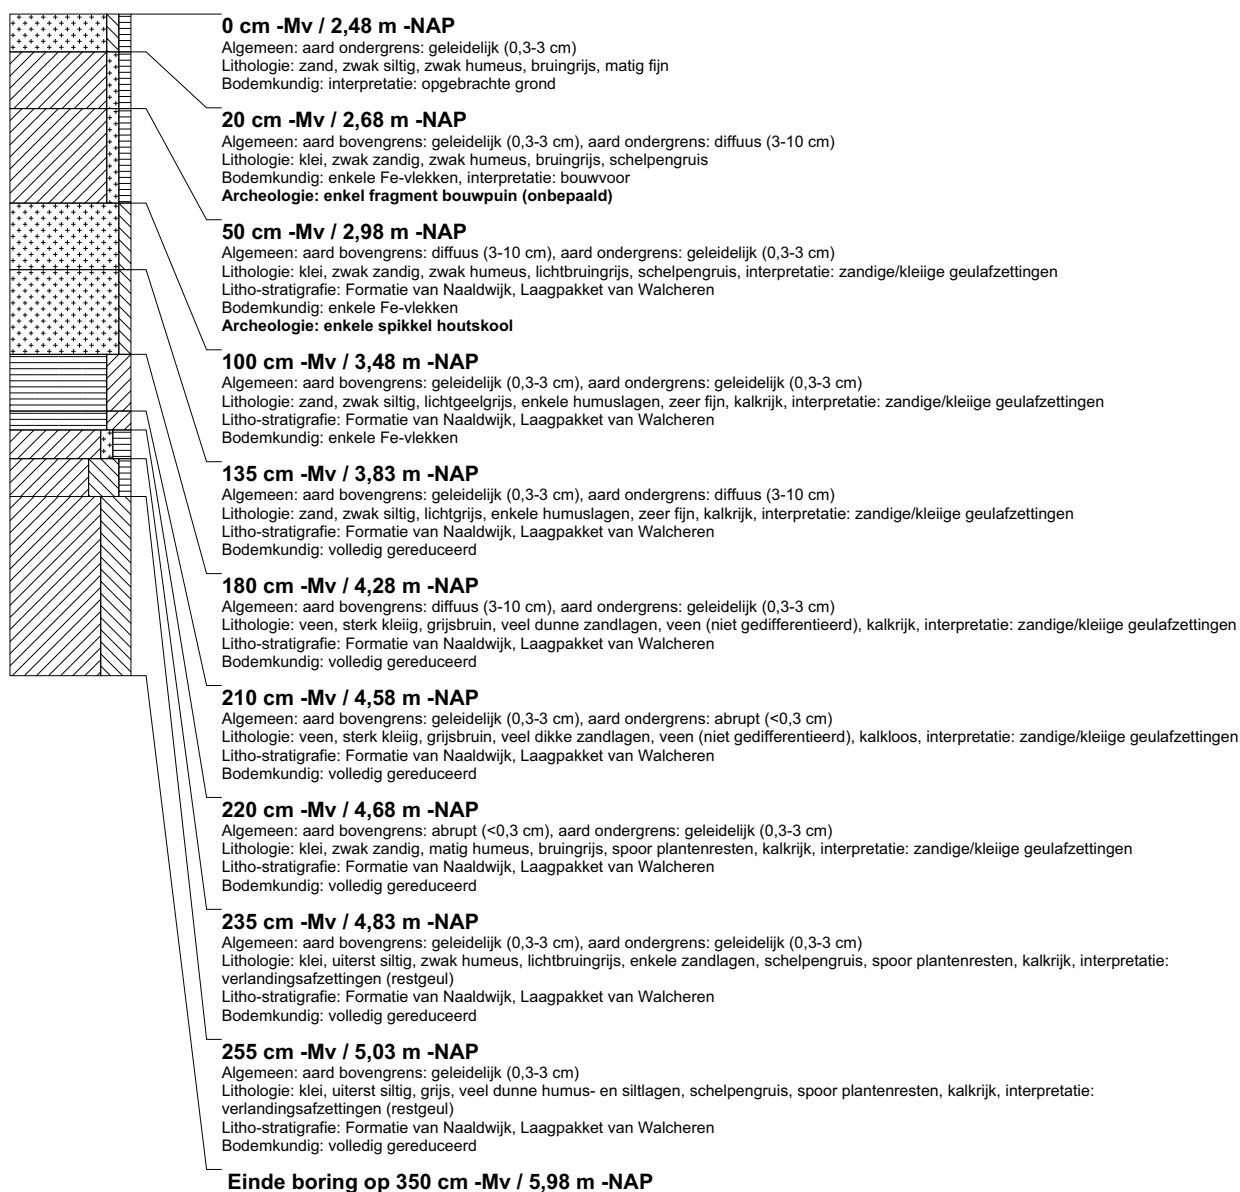 0 cm -Mv / 2,48 m -NAP
Algemeen: aard ondergrens: geleidelijk (0,3-3 cm)
Lithologie: zand, zwak siltig, zwak humeus, bruingrijs, matig fijn
Bodemkundig: interpretatie: opgebrachte grond
20 cm -Mv / 2,68 m -NAP
Algemeen: aard bovengrens: geleidelijk (0,3-3 cm), aard ondergrens: diffuus (3-10 cm)
Lithologie: klei, zwak zandig, zwak humeus, bruingrijs, schelpengruis
Bodemkundig: enkele Fe-vlekken, interpretatie: bouwvoor
Archeologie: enkel fragment bouwpuin (onbepaald)
50 cm -Mv / 2,98 m -NAP
Algemeen: aard bovengrens: diffuus (3-10 cm), aard ondergrens: geleidelijk (0,3-3 cm)
Lithologie: klei, zwak zandig, zwak humeus, lichtbruingrijs, schelpengruis, interpretatie: zandige/kleiige geulafzettingen
Litho-stratigrafie: Formatie van Naaldwijk, Laagpakket van Walcheren
Bodemkundig: enkele Fe-vlekken
Archeologie: enkele spikkel houtskool
100 cm -Mv / 3,48 m -NAP
Algemeen: aard bovengrens: geleidelijk (0,3-3 cm), aard ondergrens: geleidelijk (0,3-3 cm)
Lithologie: zand, zwak siltig, lichtgeelgrijs, enkele humuslagen, zeer fijn, kalkrijk, interpretatie: zandige/kleiige geulafzettingen
Litho-stratigrafie: Formatie van Naaldwijk, Laagpakket van Walcheren
Bodemkundig: enkele Fe-vlekken
135 cm -Mv / 3,83 m -NAP
Algemeen: aard bovengrens: geleidelijk (0,3-3 cm), aard ondergrens: diffuus (3-10 cm)
Lithologie: zand, zwak siltig, lichtgrijs, enkele humuslagen, zeer fijn, kalkrijk, interpretatie: zandige/kleiige geulafzettingen
Litho-stratigrafie: Formatie van Naaldwijk, Laagpakket van Walcheren
Bodemkundig: volledig gereduceerd
180 cm -Mv / 4,28 m -NAP
Algemeen: aard bovengrens: diffuus (3-10 cm), aard ondergrens: geleidelijk (0,3-3 cm)
Lithologie: veen, sterk kleiig, grijsbruin, veel dunne zandlagen, veen (niet gedifferentieerd), kalkrijk, interpretatie: zandige/kleiige geulafzettingen
Litho-stratigrafie: Formatie van Naaldwijk, Laagpakket van Walcheren
Bodemkundig: volledig gereduceerd
210 cm -Mv / 4,58 m -NAP
Algemeen: aard bovengrens: geleidelijk (0,3-3 cm), aard ondergrens: abrupt (<0,3 cm)
Lithologie: veen, sterk kleiig, grijsbruin, veel dikke zandlagen, veen (niet gedifferentieerd), kalkloos, interpretatie: zandige/kleiige geulafzettingen
Litho-stratigrafie: Formatie van Naaldwijk, Laagpakket van Walcheren
Bodemkundig: volledig gereduceerd
220 cm -Mv / 4,68 m -NAP
Algemeen: aard bovengrens: abrupt (<0,3 cm), aard ondergrens: geleidelijk (0,3-3 cm)
Lithologie: klei, zwak zandig, matig humeus, bruingrijs, spoor plantenresten, kalkrijk, interpretatie: zandige/kleiige geulafzettingen
Litho-stratigrafie: Formatie van Naaldwijk, Laagpakket van Walcheren
Bodemkundig: volledig gereduceerd
235 cm -Mv / 4,83 m -NAP
Algemeen: aard bovengrens: geleidelijk (0,3-3 cm), aard ondergrens: geleidelijk (0,3-3 cm)
Lithologie: klei, uiterst siltig, zwak humeus, lichtbruingrijs, enkele zandlagen, schelpengruis, spoor plantenresten, kalkrijk, interpretatie:
verlandingsafzettingen (restgeul)
Litho-stratigrafie: Formatie van Naaldwijk, Laagpakket van Walcheren
Bodemkundig: volledig gereduceerd
255 cm -Mv / 5,03 m -NAP
Algemeen: aard bovengrens: geleidelijk (0,3-3 cm)
Lithologie: klei, uiterst siltig, grijs, veel dunne humus- en siltlagen, schelpengruis, spoor plantenresten, kalkrijk, interpretatie:
verlandingsafzettingen (restgeul)
Litho-stratigrafie: Formatie van Naaldwijk, Laagpakket van Walcheren
Bodemkundig: volledig gereduceerd
Einde boring op 350 cm -Mv / 5,98 m -NAP